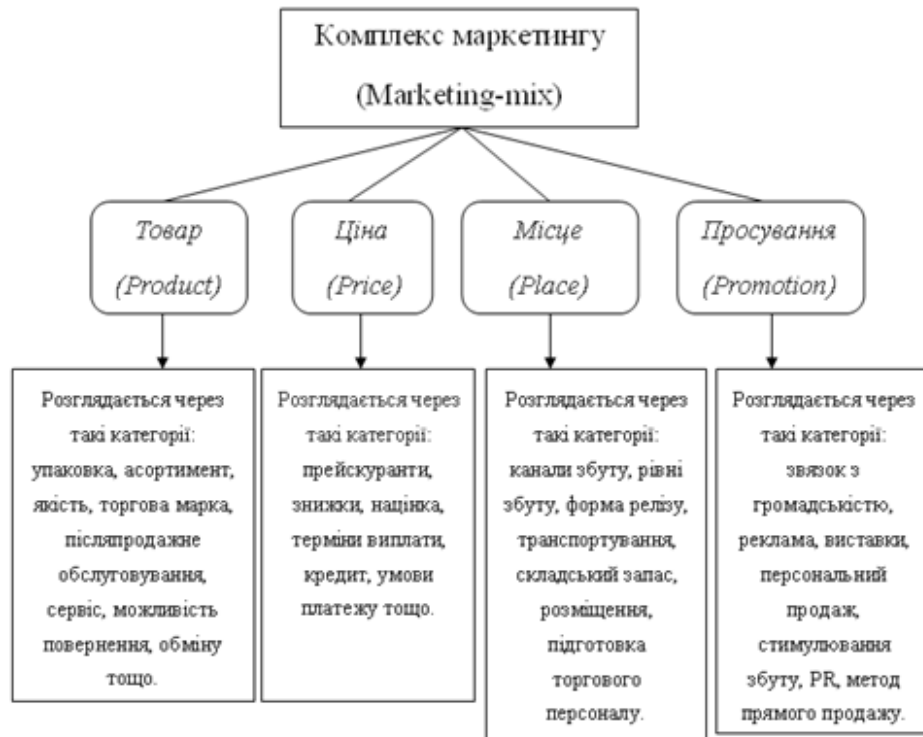 Комплекс маркетингу
(Marketing-mix)
Товар
(Product)
Ціна
(Price)
Місце
(Place)
Просування
(Promotion)
Розглядається через
такі категорії:
упаковка, асортимент,
якість, торгова марка,
післяпродажне
обслуговування,
сервіс, можливість
повернення, обміну
тощо.
Розглядається через
такі категорії:
прейскуранти,
знижки, націнка,
терміни виплати,
кредит, умови
платежу тощо.
Розглядається через
такі категорії:
канали збуту, рівні
збуту, форма релізу,
транспортування,
складський запас,
розміщення,
підготовка
торгового
персоналу.
Розглядається через
такі категорії:
звязок з
громадськістю,
реклама, виставки,
персональний
продаж,
стимулювання
збуту, PR, метод
прямого продажу.